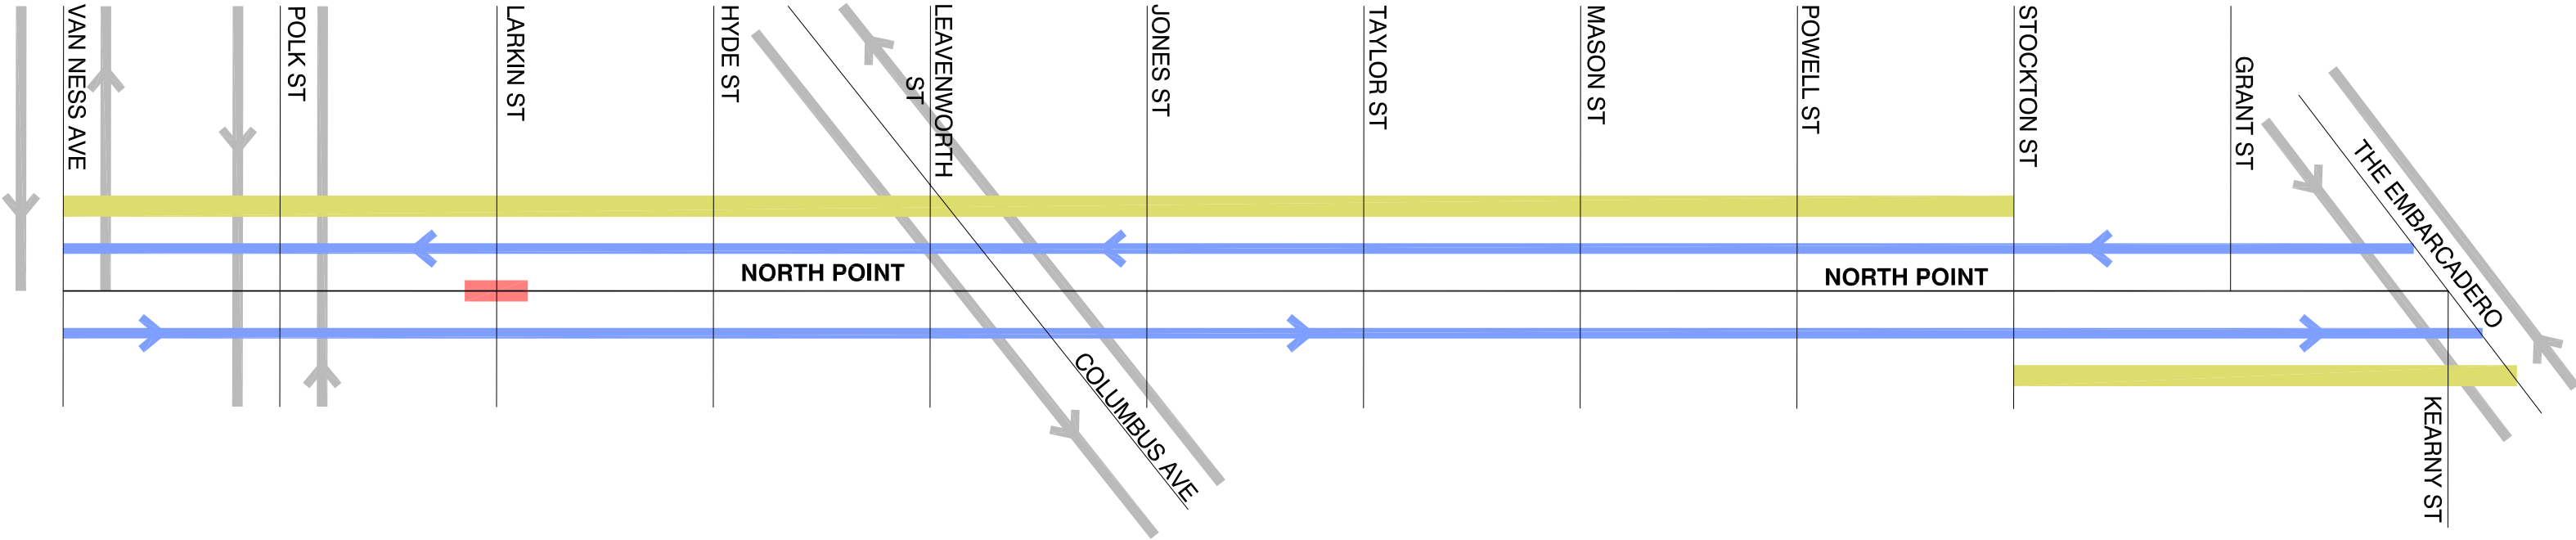 VAN NESS AVE
POLK ST
LARKIN ST
HYDE ST
LEAVENWORTH
ST
JONES ST
TAYLOR ST
MASON ST
POWELL ST
STOCKTON ST
GRANT ST
THE EMBARCADERO
NORTH POINT
NORTH POINT
COLUMBUS AVE
KEARNY ST